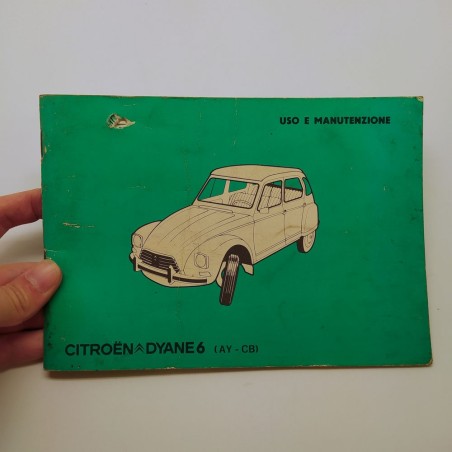 USO E MANUTENZIONE
CITROËN DYANE 6 (AY - CB)